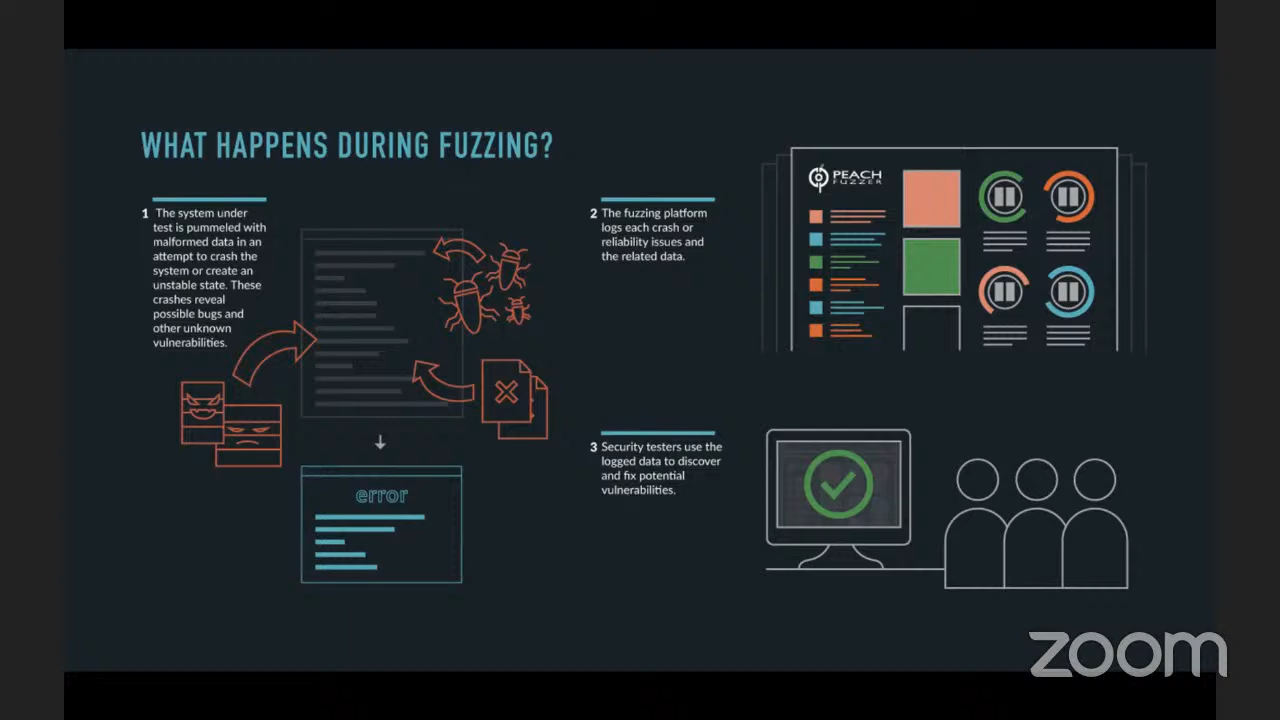 WHAT HAPPENS DURING FUZZING?
1 The system under
test is pummeled with
malformed data in an
attempt to crash the
system or create an
unstable state. These
crashes reveal
possible bugs and
other unknown
vulnerabilities.
error
2 The fuzzing platform
logs each crash or
reliability issues and
the related data.
PEACH
FUZZER
3 Security testers use the
logged data to discover
and fix potential
vulnerabilities.
zoom